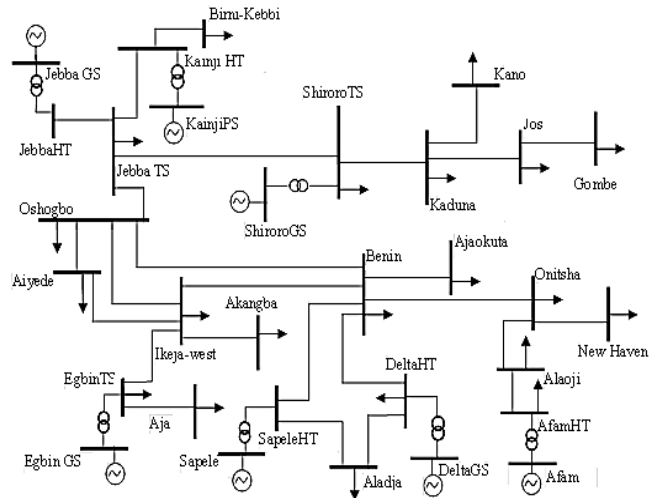 Birnu-Kebbi
Jebba GS
Kainji HT
Kano
ShiroroTS
Jos
KainjiPS
JebbaHT
Jebba TS
Gombe
Kaduna
Oshogbo
ShiroroGS
Benin
Ajaokuta
Onitsha
Aiyede
Akangba
Ikeja-west
New Haven
EgbinTS
DeltaHT
Alaoji
Aja
SapeleHT
AfamHT
Egbin GS
Sapele
Aladja
DeltaGS
Afam